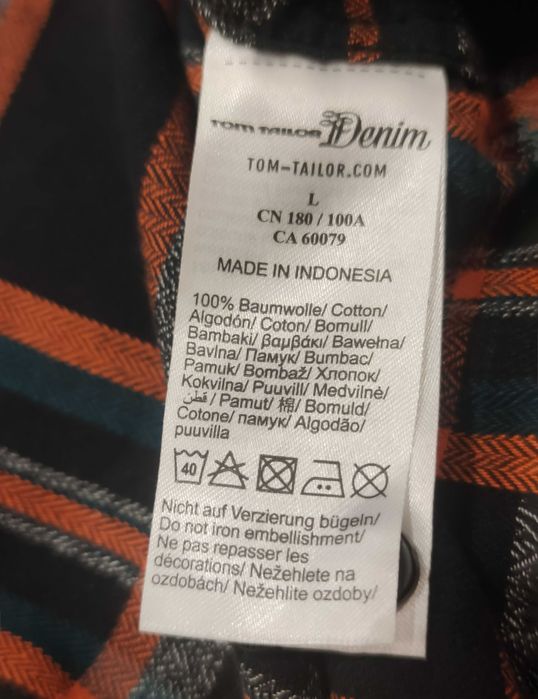 TOM TAILOR Denim
TOM-TAILOR.COM
L
CN 180 / 100A
CA 60079
MADE IN INDONESIA
100% Baumwolle/ Cotton/
Algodón/ Coton/ Bomull/
Bambaki/ βαμβάκι/ Bawełna/
Bavlna/ Памук/ Bumbac/
Pamuk/ Bombaž/ Хлопок/
Kokvilna/ Puuvill/ Medvilnė/
قطن/ Pamut/ 棉/ Bomuld/
Cotone/ памук/ Algodão/
puuvilla
40
Nicht auf Verzierung bügeln/
Do not iron embellishment/
Ne pas repasser les
décorations/ Nežehlete na
ozdobách/ Nežehlite ozdoby/